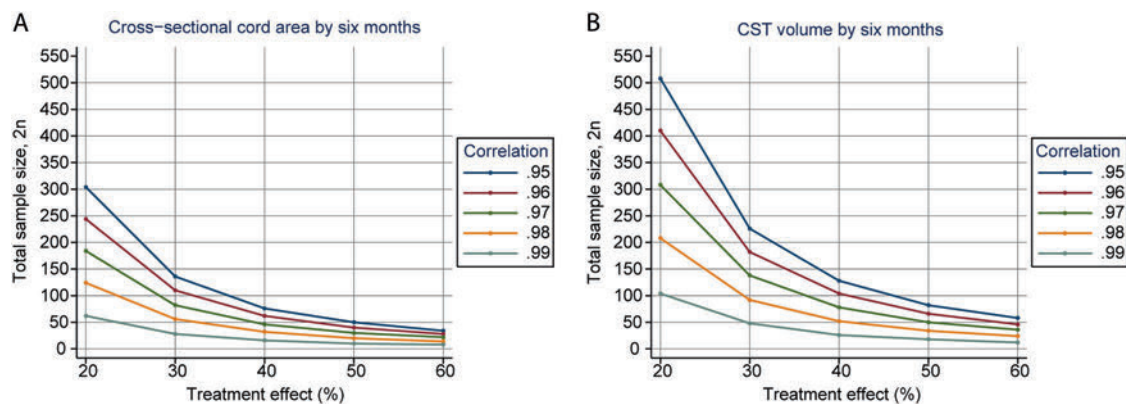 A
Cross-sectional cord area by six months
550
500
450
400
350
300
250
200
150
100
50
0
Total sample size, 2n
20 30 40 50 60
Treatment effect (%)
Correlation
.95
.96
.97
.98
.99
B
CST volume by six months
550
500
450
400
350
300
250
200
150
100
50
0
Total sample size, 2n
20 30 40 50 60
Treatment effect (%)
Correlation
.95
.96
.97
.98
.99